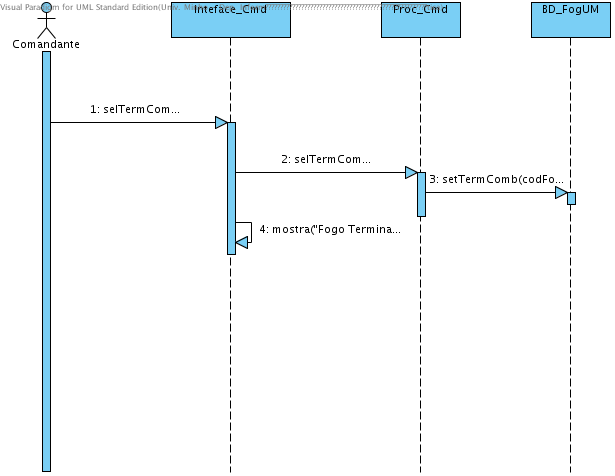 Visual Paradigm for UML Standard Edition(Univ.
Inteface_Cmd
Proc_Cmd
BD_FogUM
Comandante
1: selTermCom...
2: selTermCom...
3: setTermComb(codFo...
4: mostra("Fogo Termina...